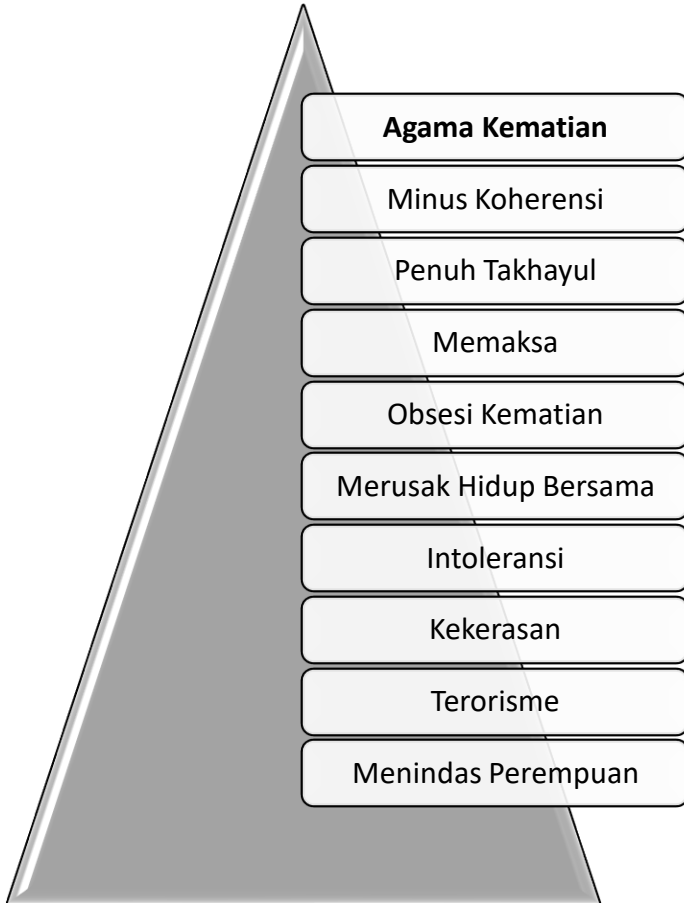 Agama Kematian
Minus Koherensi
Penuh Takhayul
Memaksa
Obsesi Kematian
Merusak Hidup Bersama
Intoleransi
Kekerasan
Terorisme
Menindas Perempuan